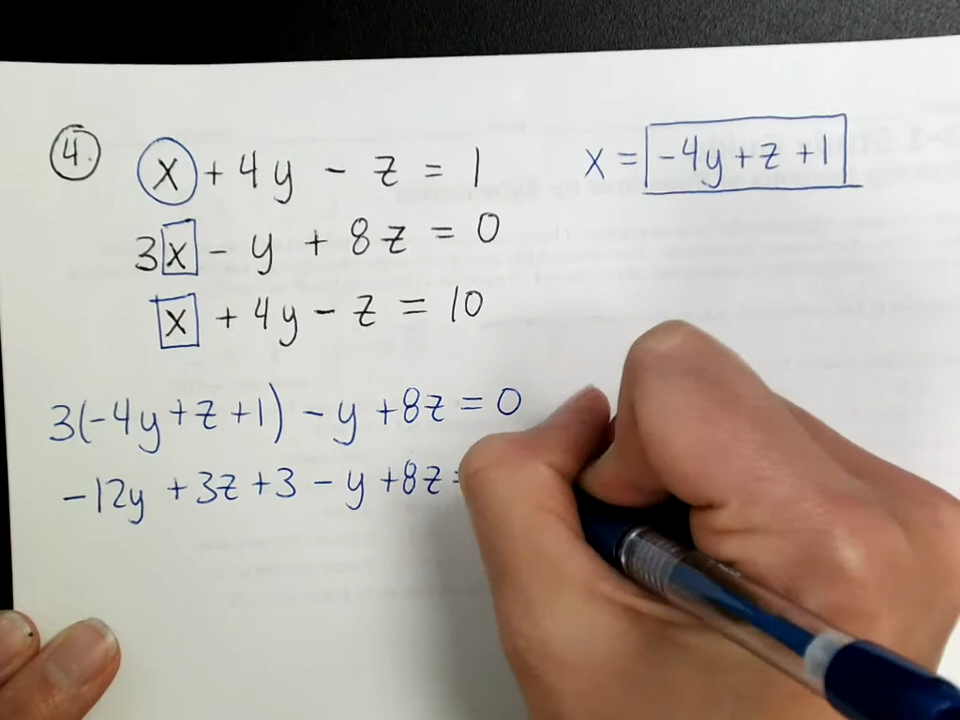 4. x + 4y - z = 1
x = -4y + z + 1
3x - y + 8z = 0
x + 4y - z = 10
3(-4y + z + 1) - y + 8z = 0
-12y + 3z + 3 - y + 8z =